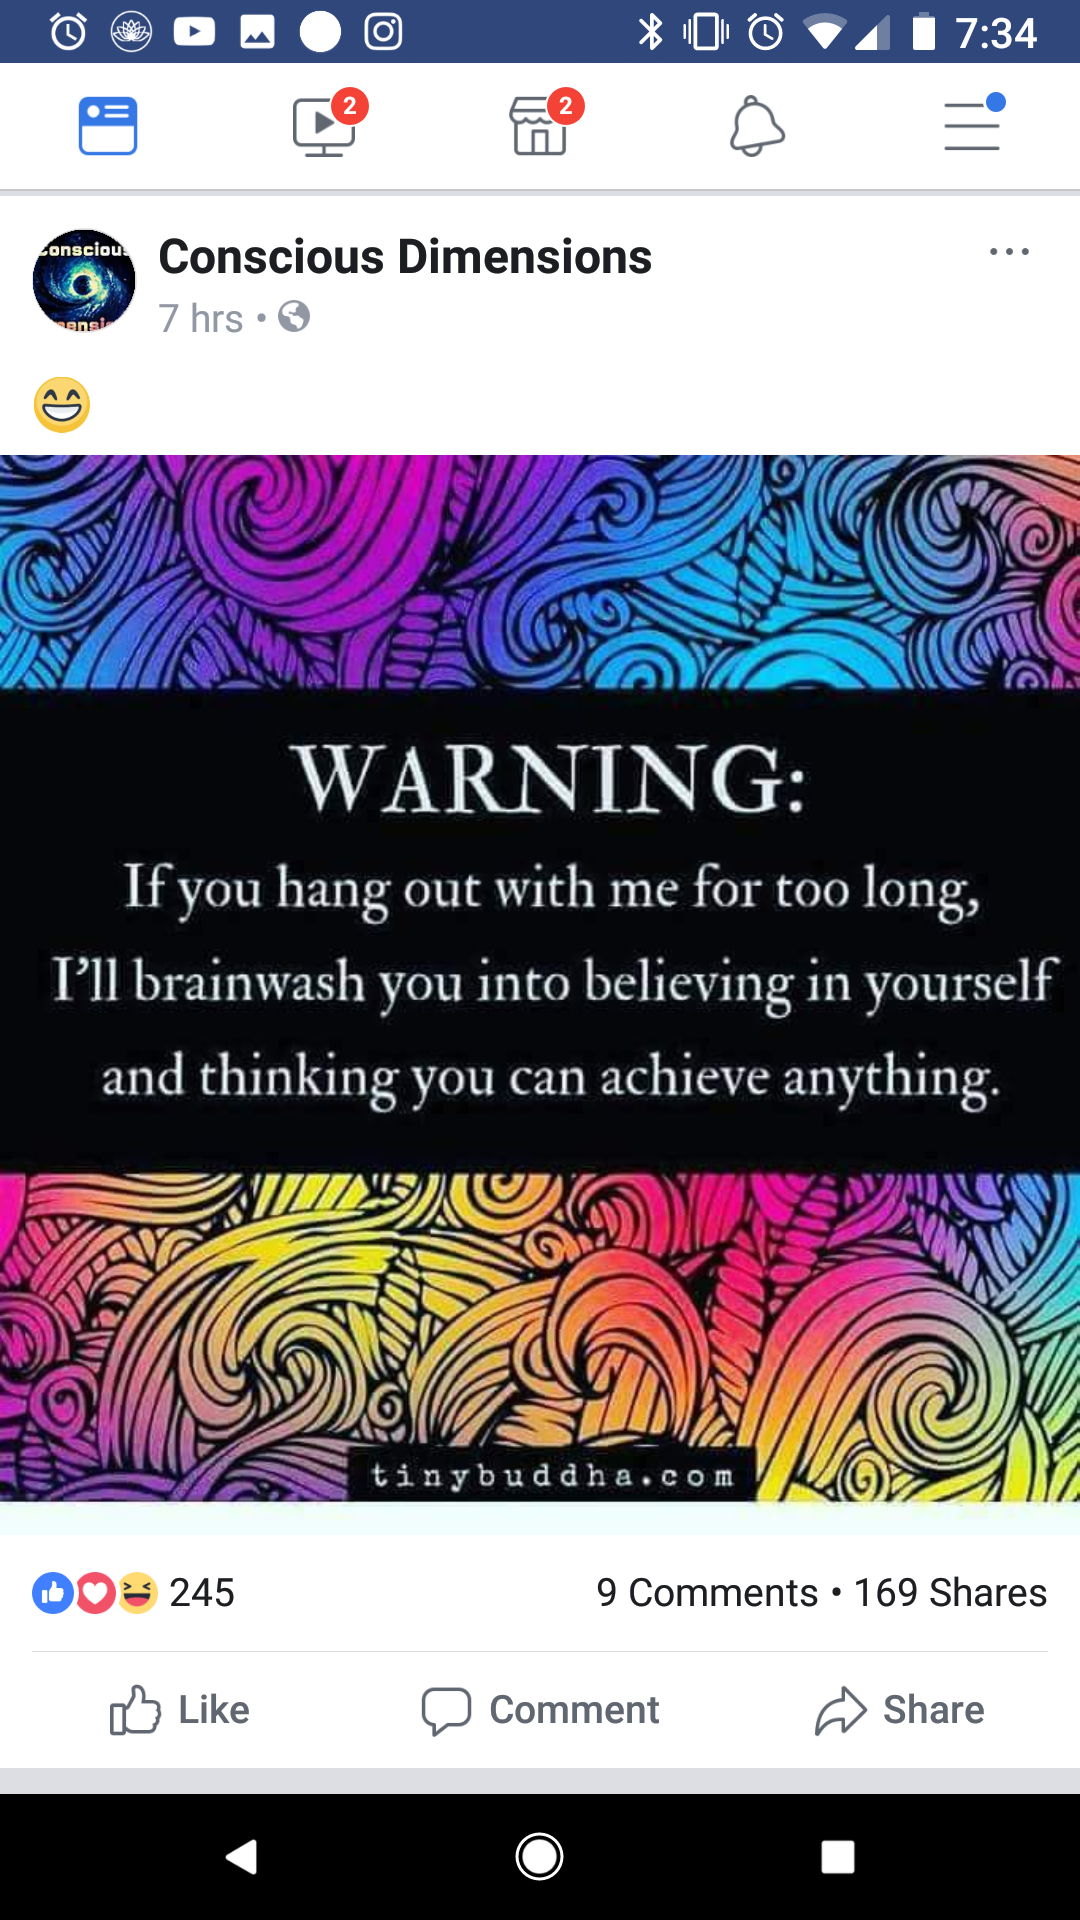 7:34
2
2
Conscious
Conscious Dimensions
7 hrs
WARNING:
If you hang out with me for too long,
I'll brainwash you into believing in yourself
and thinking you can achieve anything.
tinybuddha.com
245
9 Comments • 169 Shares
Like
Comment
Share